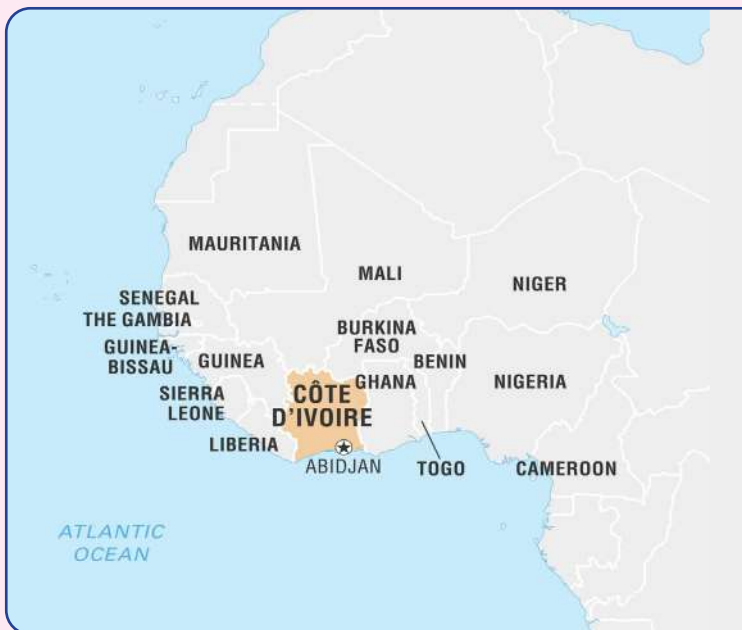 MAURITANIA
MALI
NIGER
SENEGAL
THE GAMBIA
GUINEA-
BISSAU
GUINEA
BURKINA
FASO
BENIN
NIGERIA
GHANA
SIERRA
LEONE
CÔTE
D'IVOIRE
LIBERIA
ABIDJAN
TOGO
CAMEROON
ATLANTIC
OCEAN